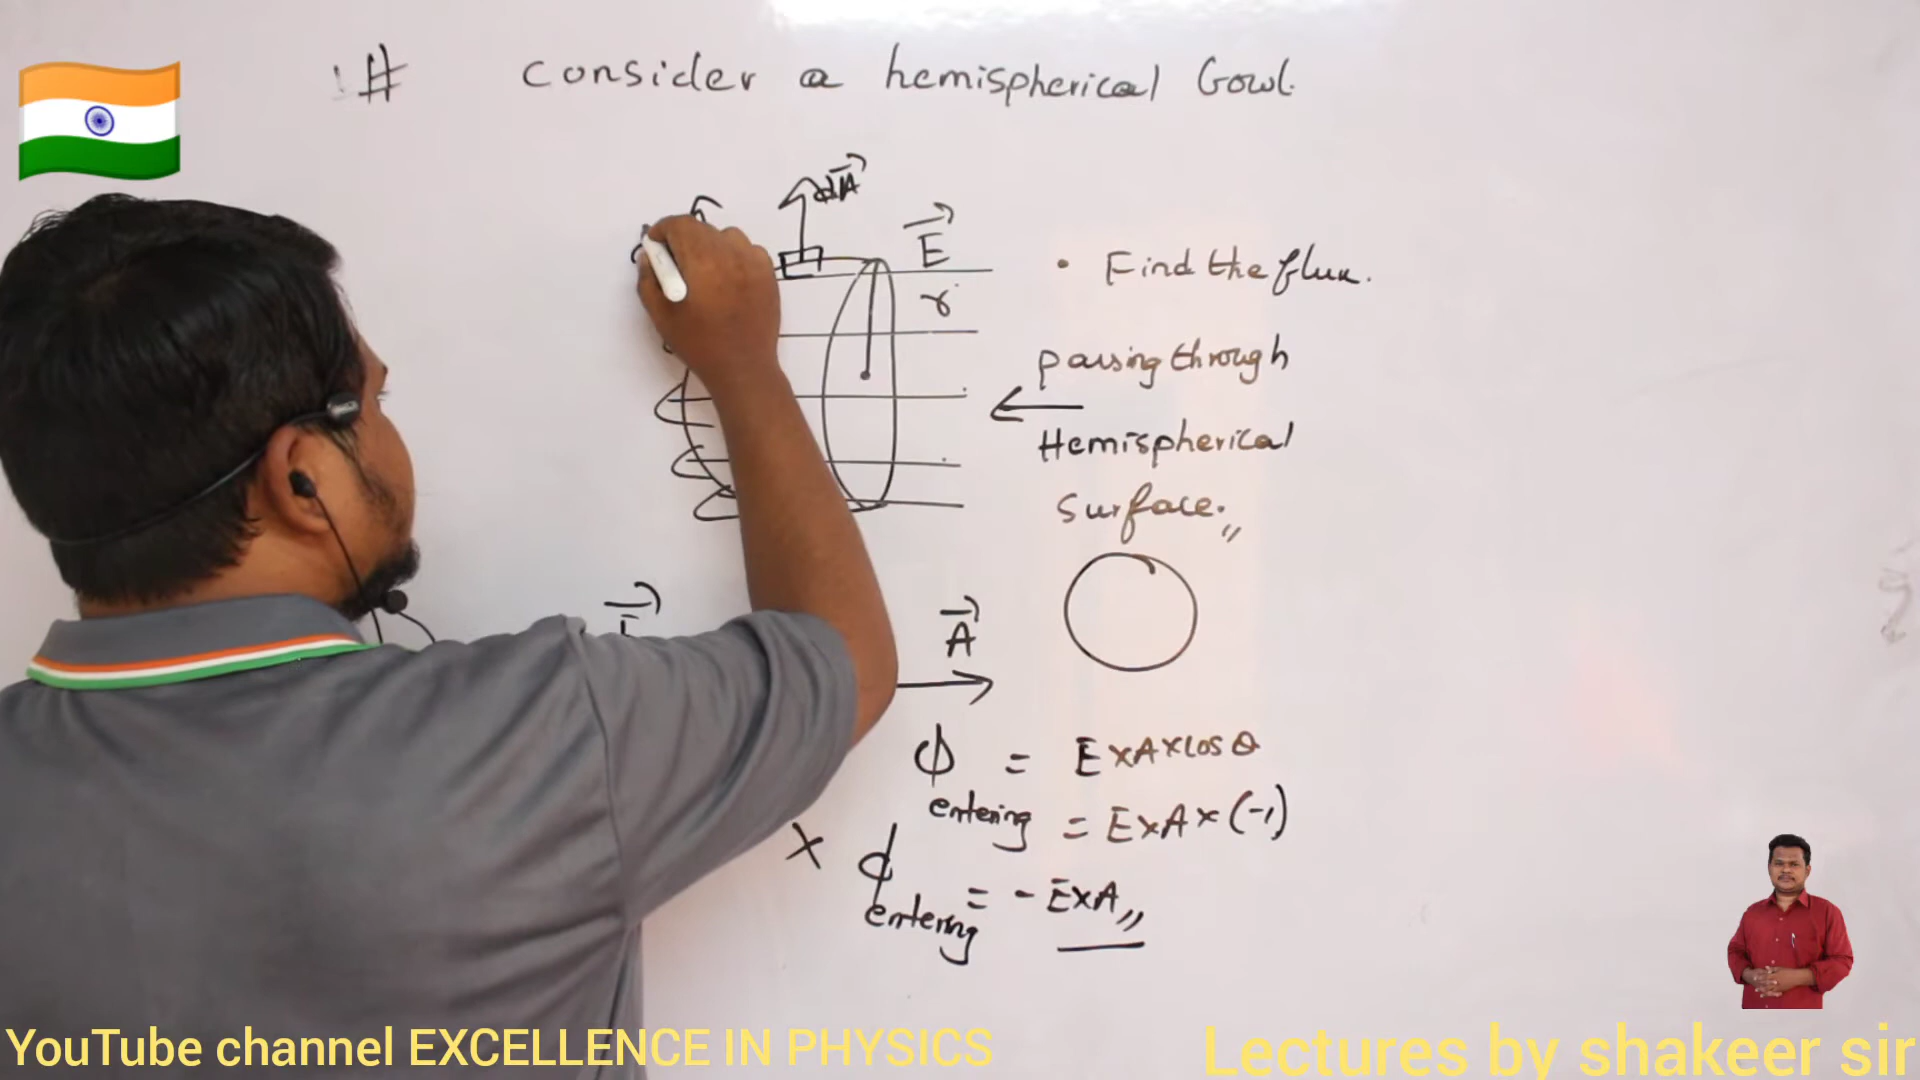 # Consider a hemispherical bowl.
dA
E
r
• Find the flux.
passing through
Hemispherical
Surface.
A
ϕ = E×A×cos θ
entering = E×A×(-1)
× ϕ
entering = - E×A
YouTube channel EXCELLENCE IN PHYSICS
Lectures by shakeer sir